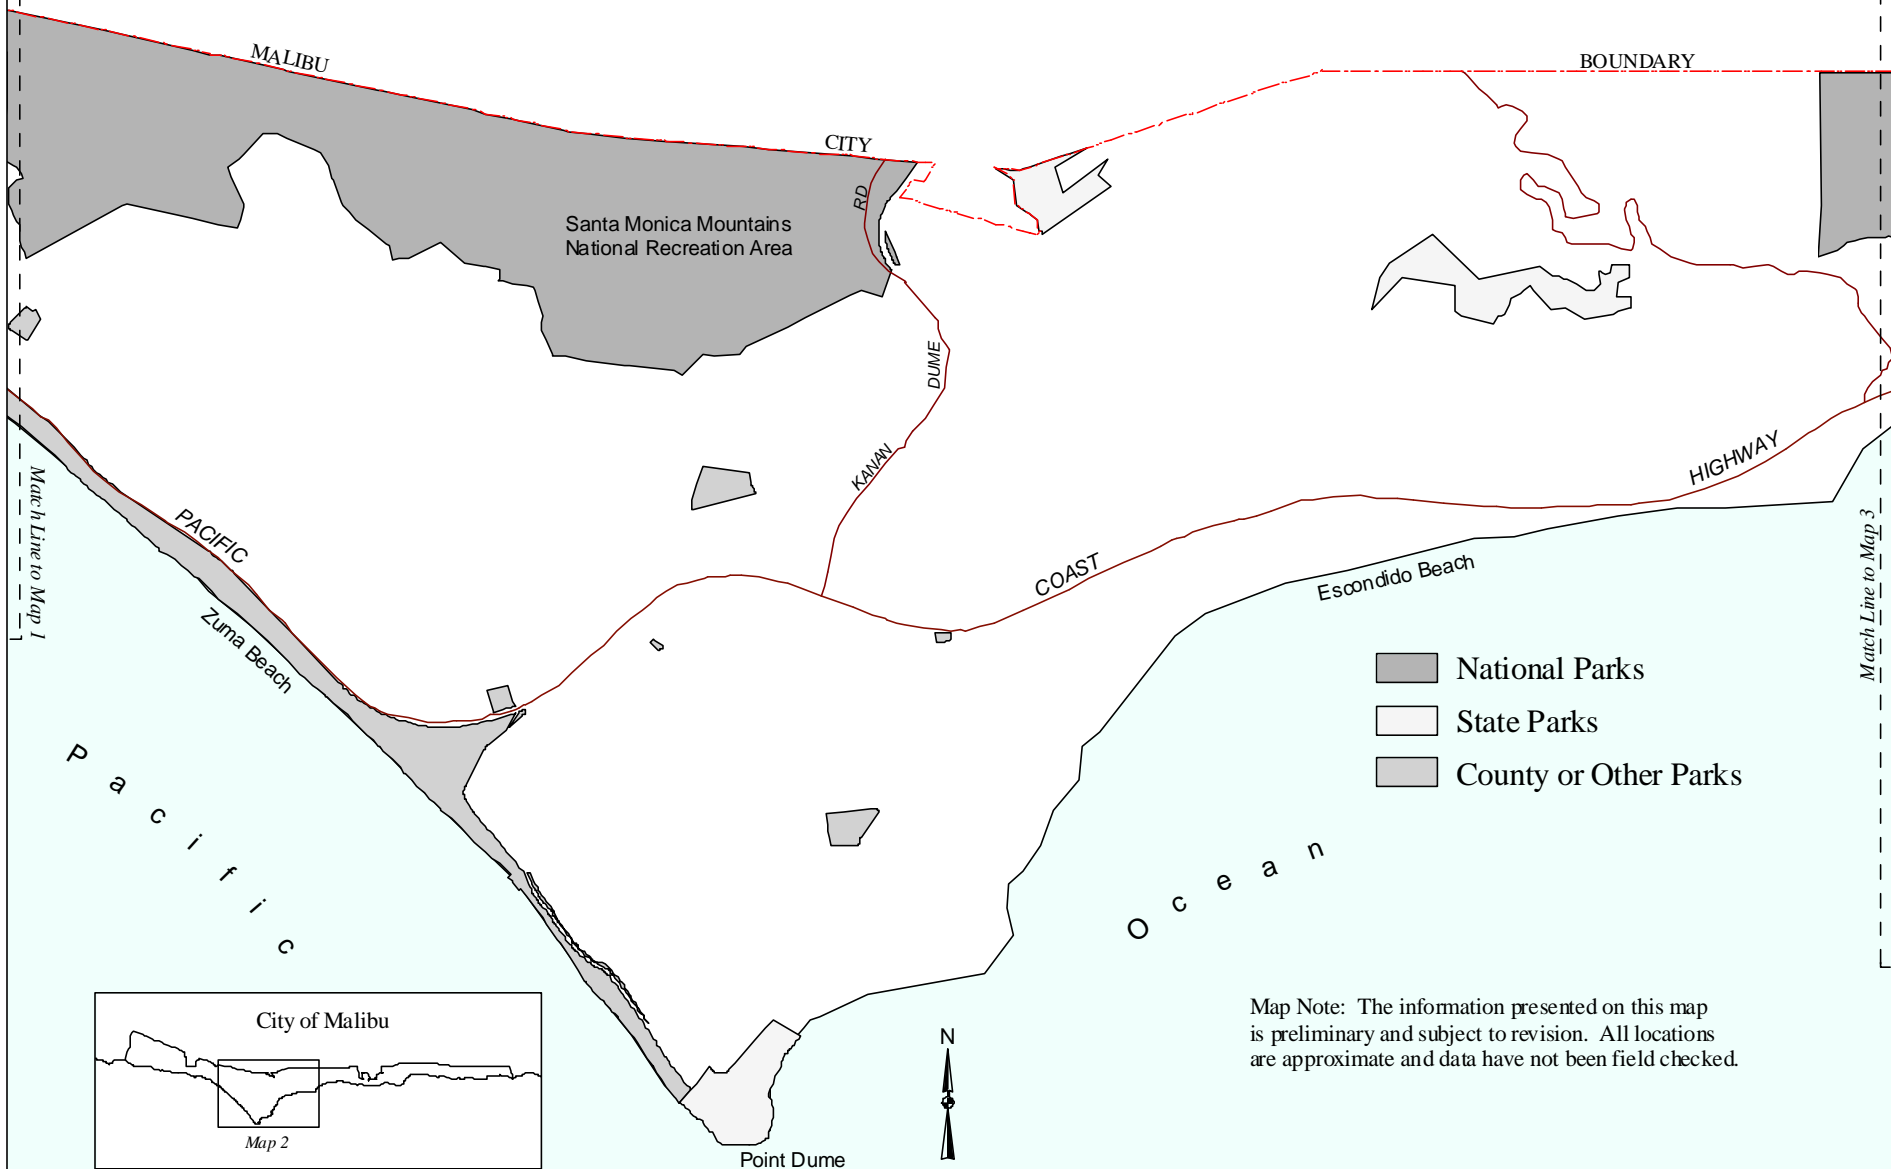 MALIBU
CITY
BOUNDARY
RD
Santa Monica Mountains
National Recreation Area
DUME
KANAN
HIGHWAY
Match Line to Map 1
PACIFIC
COAST
Escondido Beach
Match Line to Map 3
Zuma Beach
National Parks
State Parks
County or Other Parks
Pacific
Ocean
City of Malibu
Map 2
N
Map Note: The information presented on this map
is preliminary and subject to revision. All locations
are approximate and data have not been field checked.
Point Dume